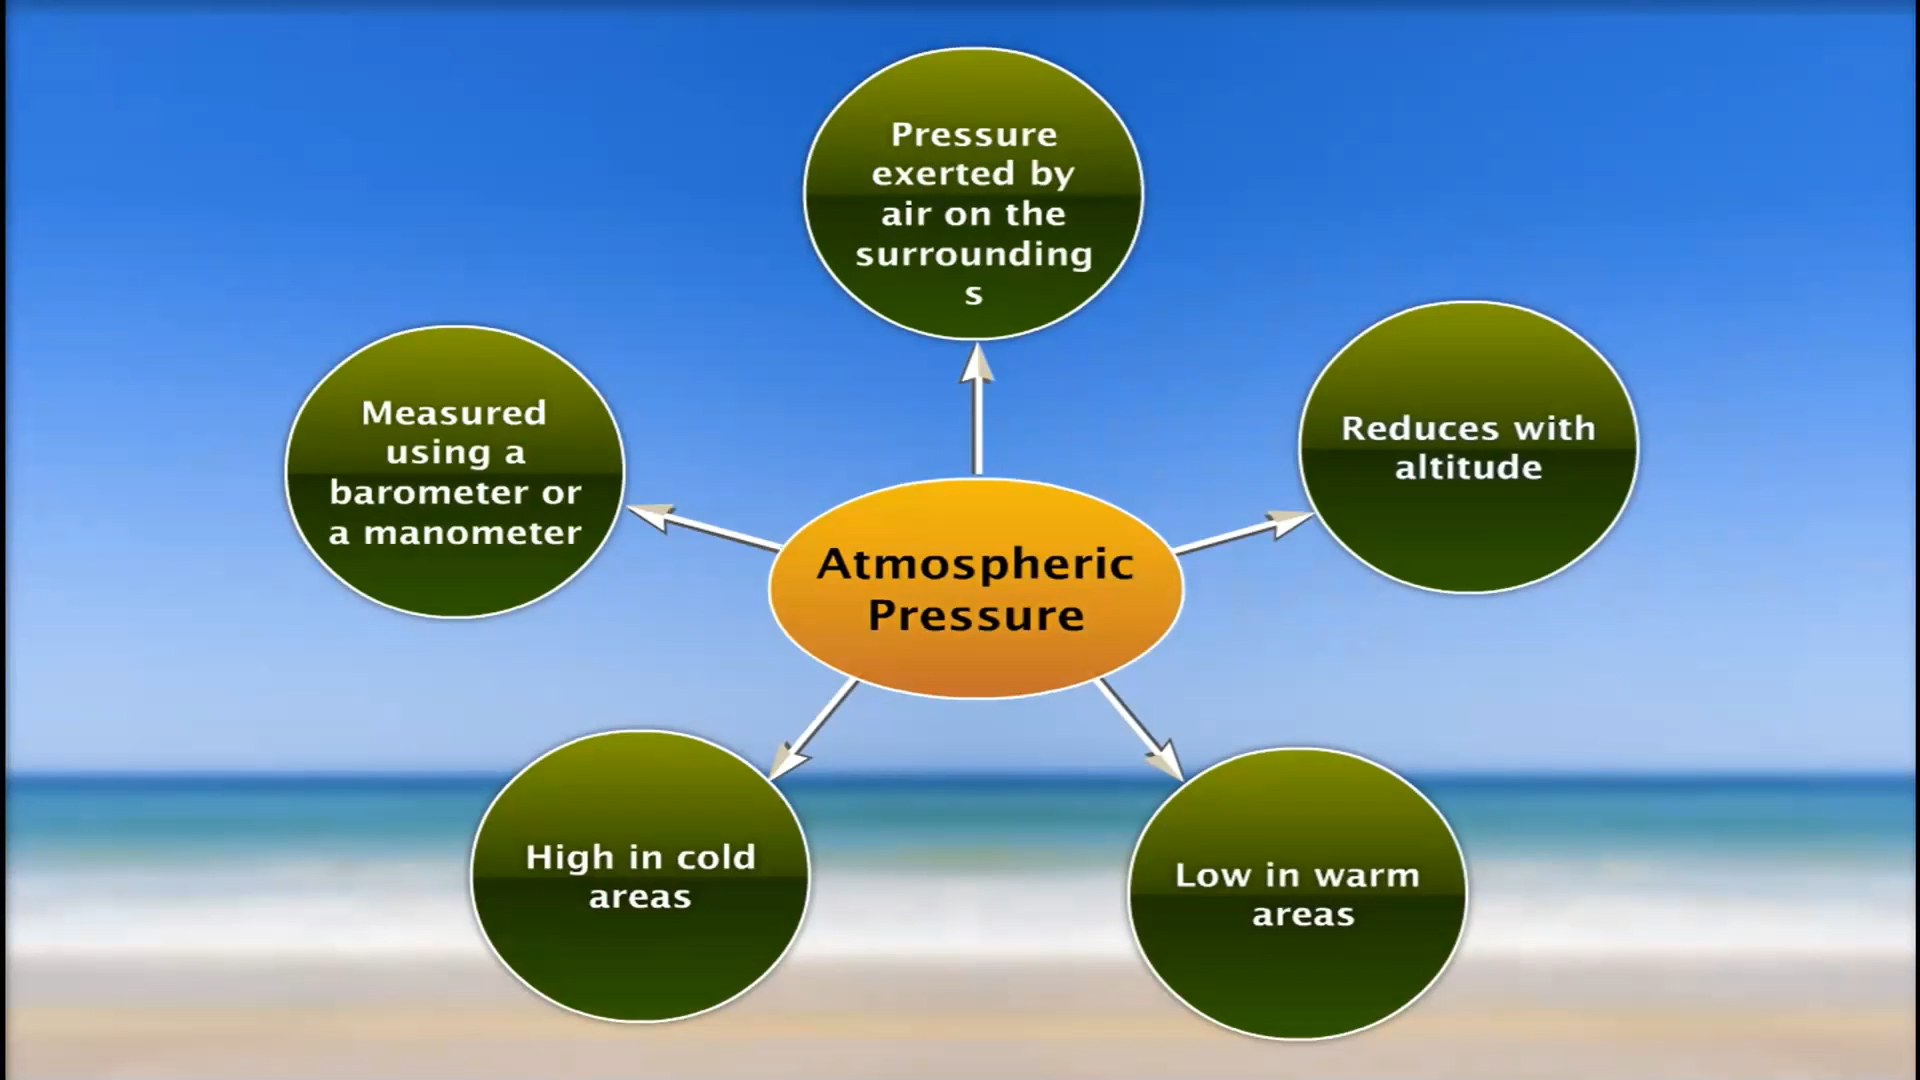 Pressure
exerted by
air on the
surrounding
s
Measured
using a
barometer or
a manometer
Reduces with
altitude
Atmospheric
Pressure
High in cold
areas
Low in warm
areas